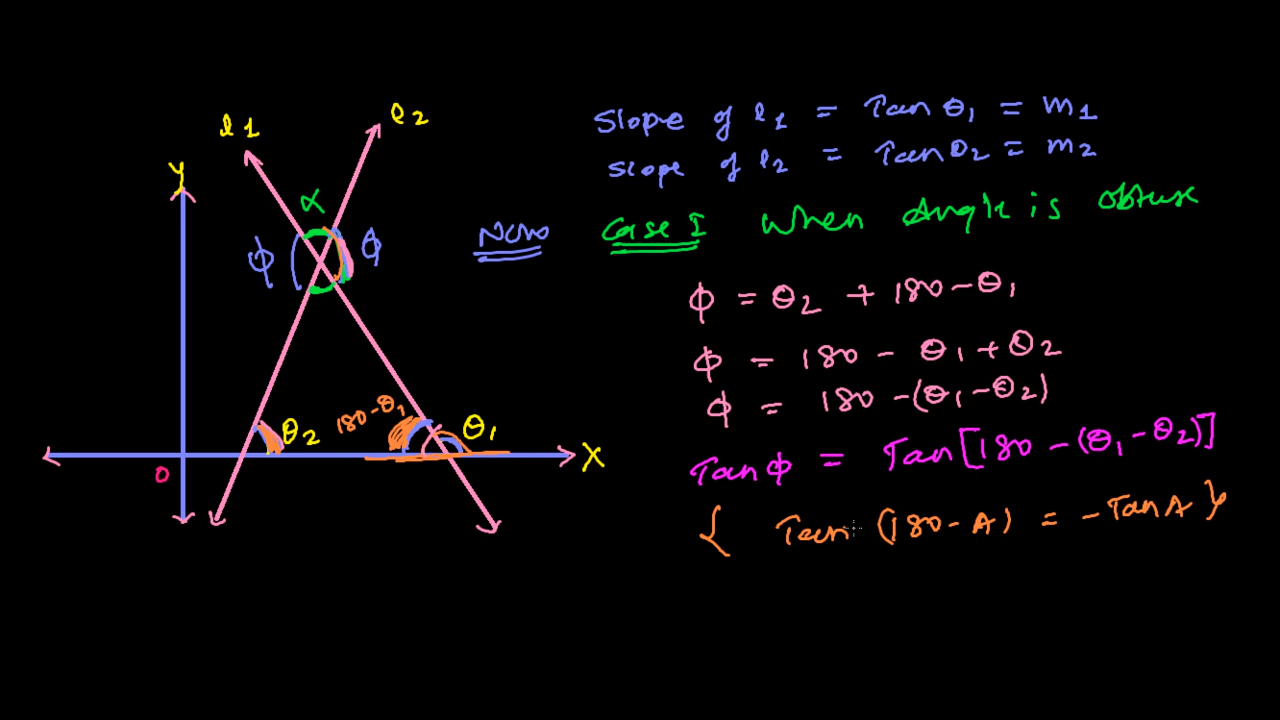 l1
l2
Y
α
ϕ
ϕ
θ2
180-θ1
θ1
X
O
Slope of l1 = Tan θ1 = m1
Slope of l2 = Tan θ2 = m2
Now Case I When Angle is obtuse
ϕ = θ2 + 180 - θ1
ϕ = 180 - θ1 + θ2
ϕ = 180 - (θ1 - θ2)
Tan ϕ = Tan [180 - (θ1 - θ2)]
{ Tan (180 - A) = - Tan A }